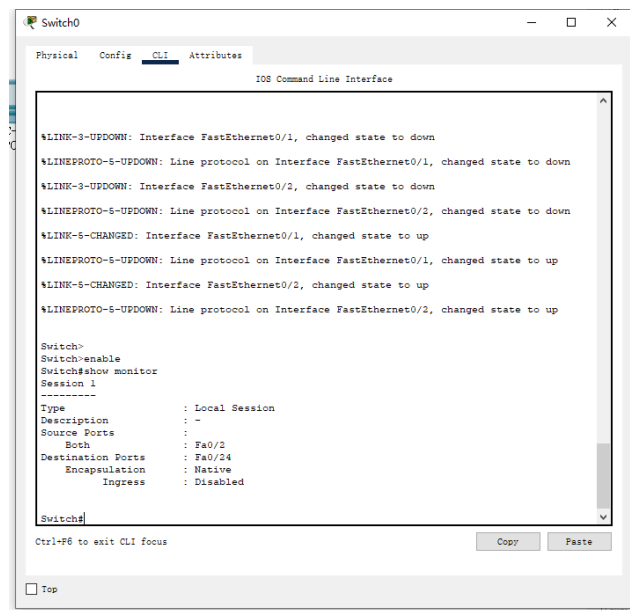 Switch0
Physical Config CLI Attributes
IOS Command Line Interface
%LINK-3-UPDOWN: Interface FastEthernet0/1, changed state to down
%LINEPROTO-5-UPDOWN: Line protocol on Interface FastEthernet0/1, changed state to down
%LINK-3-UPDOWN: Interface FastEthernet0/2, changed state to down
%LINEPROTO-5-UPDOWN: Line protocol on Interface FastEthernet0/2, changed state to down
%LINK-5-CHANGED: Interface FastEthernet0/1, changed state to up
%LINEPROTO-5-UPDOWN: Line protocol on Interface FastEthernet0/1, changed state to up
%LINK-5-CHANGED: Interface FastEthernet0/2, changed state to up
%LINEPROTO-5-UPDOWN: Line protocol on Interface FastEthernet0/2, changed state to up
Switch>
Switch>enable
Switch#show monitor
Session 1
---------
Type : Local Session
Description : -
Source Ports :
Both : Fa0/2
Destination Ports : Fa0/24
Encapsulation : Native
Ingress : Disabled
Switch#
Ctrl+F6 to exit CLI focus
Copy Paste
Top